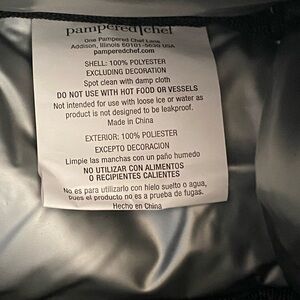 pampered chef
One Pampered Chef Lane
Addison, Illinois 60101-5630 USA
pamperedchef.com
SHELL: 100% POLYESTER
EXCLUDING DECORATION
Spot clean with damp cloth
DO NOT USE WITH HOT FOOD OR VESSELS
Not intended for use with loose ice or water as
product is not designed to be leakproof.
Made in China
EXTERIOR: 100% POLIESTER
EXCEPTO DECORACION
Limpie las manchas con un paño humedo
NO UTILIZAR CON ALIMENTOS
O RECIPIENTES CALIENTES
No es para utilizarlo con hielo suelto o agua,
pues el producto no es a prueba de fugas.
Hecho en China